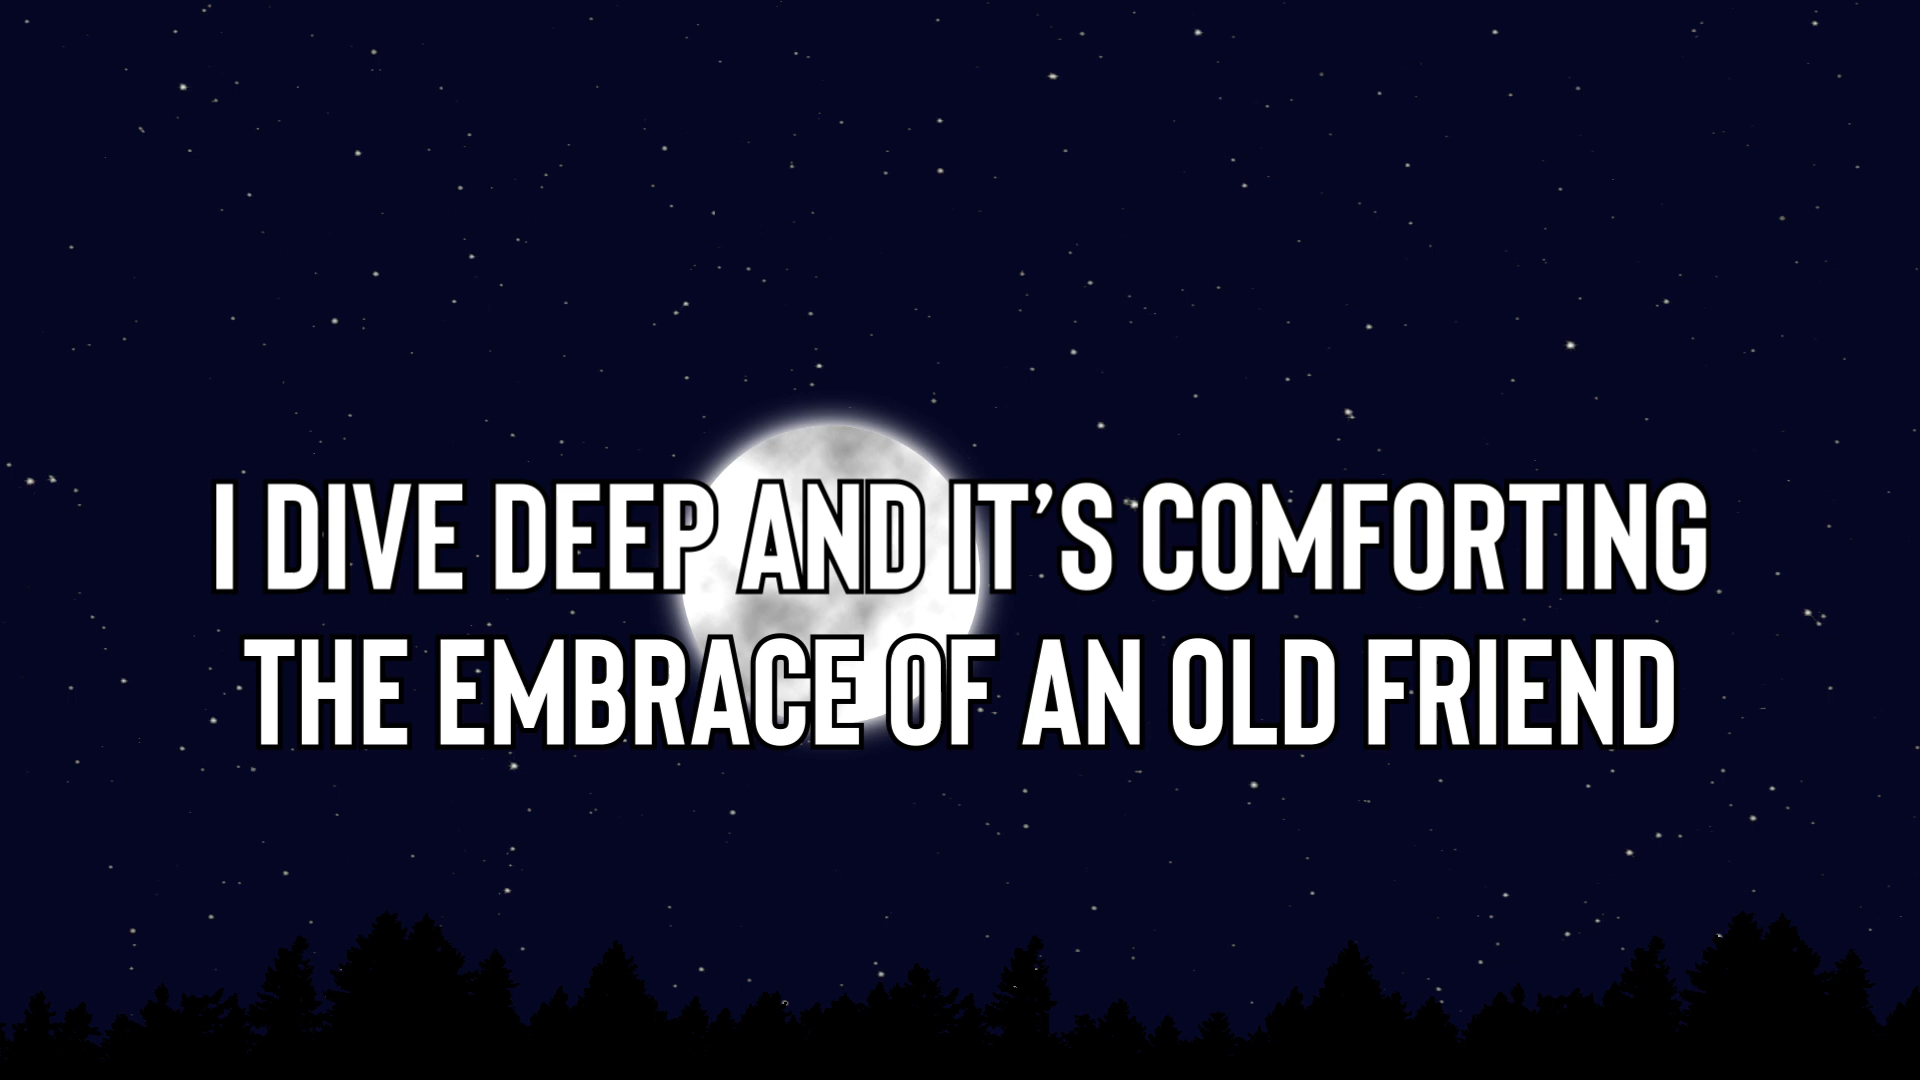 I DIVE DEEP AND IT’S COMFORTING
THE EMBRACE OF AN OLD FRIEND